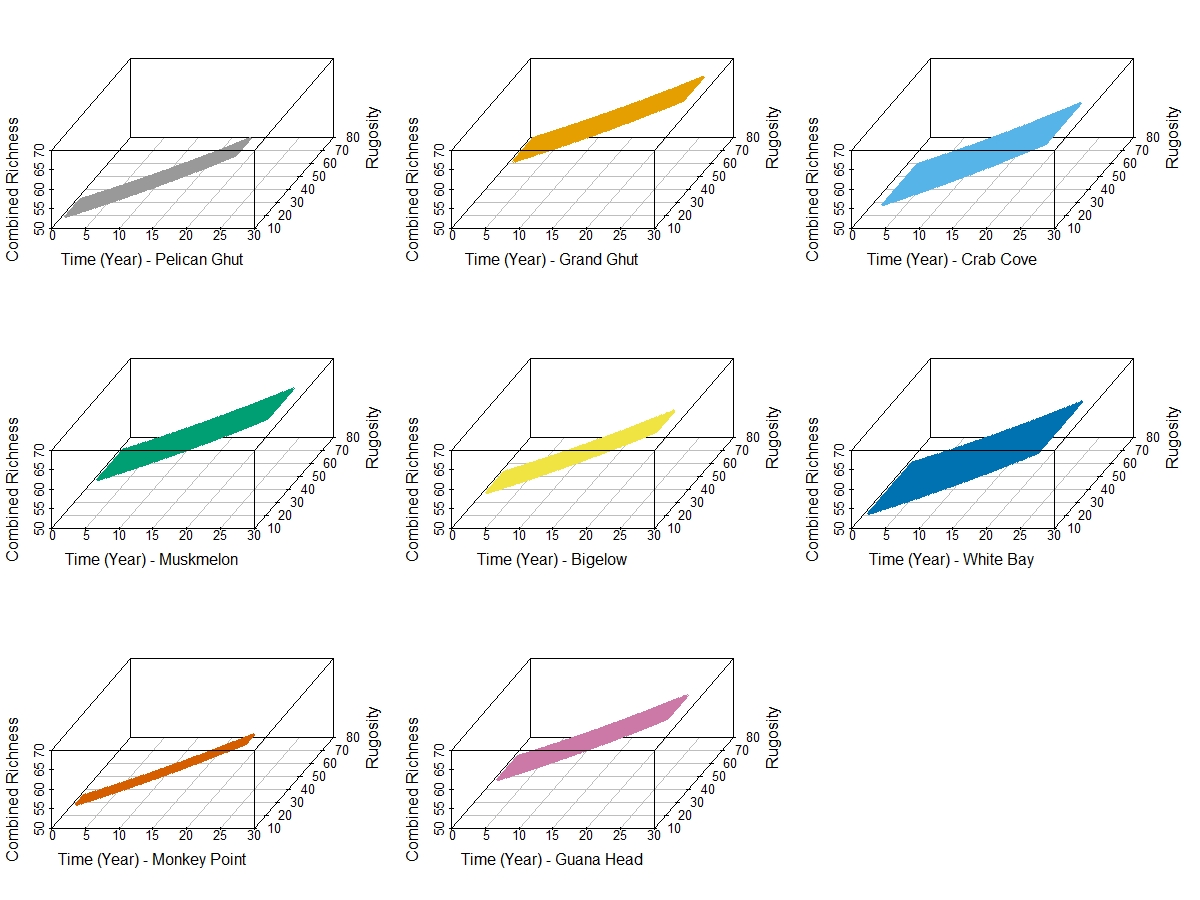 Combined Richness
50 55 60 65 70
0 5 10 15 20 25 30
10 20 30 40 50 60 70 80
Rugosity
Time (Year) - Pelican Ghut
Combined Richness
50 55 60 65 70
0 5 10 15 20 25 30
10 20 30 40 50 60 70 80
Rugosity
Time (Year) - Grand Ghut
Combined Richness
50 55 60 65 70
0 5 10 15 20 25 30
10 20 30 40 50 60 70 80
Rugosity
Time (Year) - Crab Cove
Combined Richness
50 55 60 65 70
0 5 10 15 20 25 30
10 20 30 40 50 60 70 80
Rugosity
Time (Year) - Muskmelon
Combined Richness
50 55 60 65 70
0 5 10 15 20 25 30
10 20 30 40 50 60 70 80
Rugosity
Time (Year) - Bigelow
Combined Richness
50 55 60 65 70
0 5 10 15 20 25 30
10 20 30 40 50 60 70 80
Rugosity
Time (Year) - White Bay
Combined Richness
50 55 60 65 70
0 5 10 15 20 25 30
10 20 30 40 50 60 70 80
Rugosity
Time (Year) - Monkey Point
Combined Richness
50 55 60 65 70
0 5 10 15 20 25 30
10 20 30 40 50 60 70 80
Rugosity
Time (Year) - Guana Head